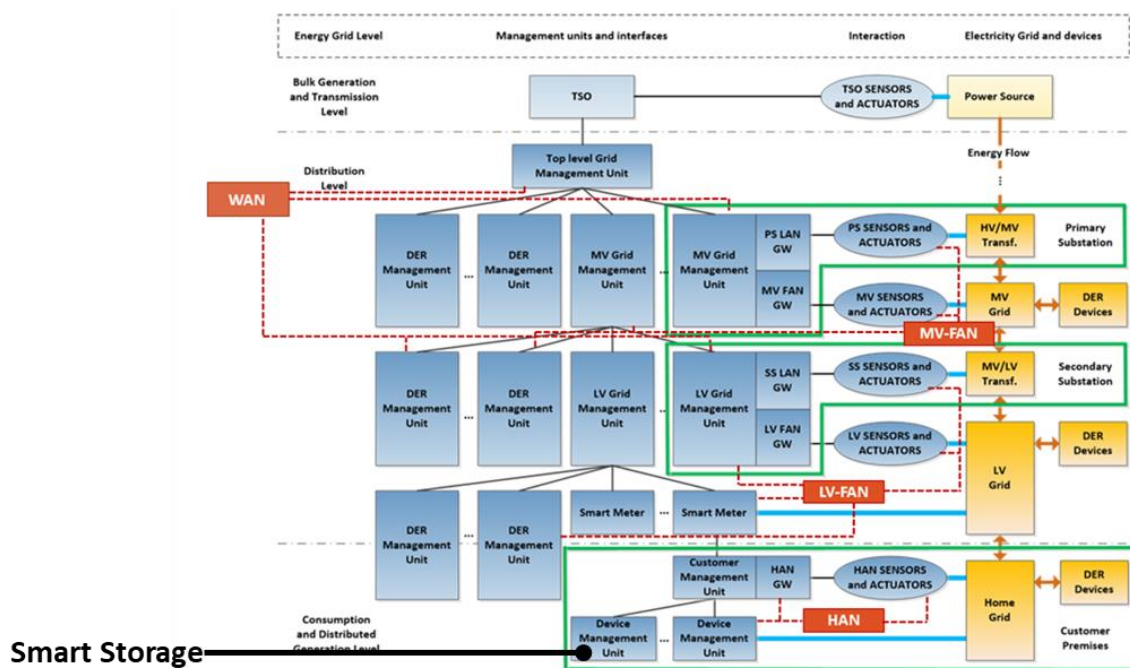 Energy Grid Level
Management units and interfaces
Interaction
Electricity Grid and devices
Bulk Generation
and Transmission
Level
TSO
TSO SENSORS
and ACTUATORS
Power Source
Distribution
Level
Top level Grid
Management Unit
Energy Flow
...
WAN
DER
Management
Unit
...
DER
Management
Unit
MV Grid
Management
Unit
...
MV Grid
Management
Unit
PS LAN
GW
MV FAN
GW
PS SENSORS and
ACTUATORS
HV/MV
Transf.
Primary
Substation
MV SENSORS and
ACTUATORS
MV
Grid
DER
Devices
MV-FAN
DER
Management
Unit
...
DER
Management
Unit
LV Grid
Management
Unit
...
LV Grid
Management
Unit
SS LAN
GW
LV FAN
GW
SS SENSORS and
ACTUATORS
MV/LV
Transf.
Secondary
Substation
LV SENSORS and
ACTUATORS
LV
Grid
DER
Devices
LV-FAN
DER
Management
Unit
...
DER
Management
Unit
Smart Meter
...
Smart Meter
Customer
Management
Unit
HAN
GW
HAN SENSORS
and ACTUATORS
Home
Grid
DER
Devices
HAN
Consumption
and Distributed
Generation Level
Device
Management
Unit
...
Device
Management
Unit
Customer
Premises
Smart Storage